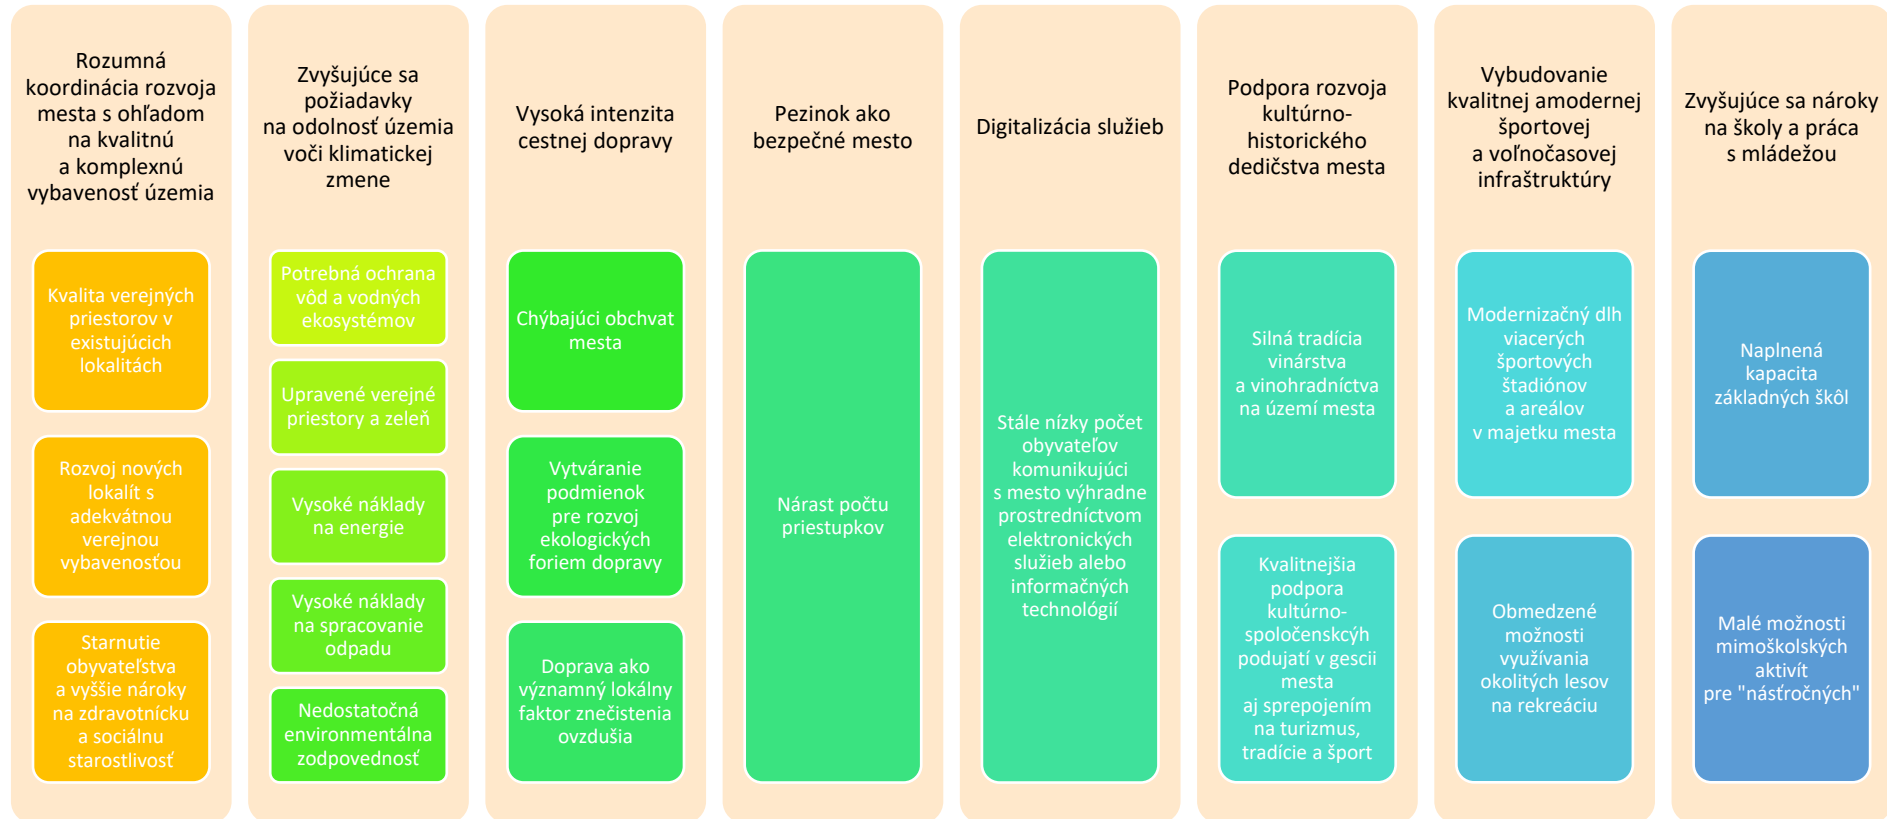 Rozumná
koordinácia rozvoja
mesta s ohľadom
na kvalitnú
a komplexnú
vybavenosť územia
Kvalita verejných
priestorov v
existujúcich
lokalitách
Rozvoj nových
lokalít s
adekvátnou
verejnou
vybavenosťou
Starnutie
obyvateľstva
a vyššie nároky
na zdravotnícku
a sociálnu
starostlivosť
Zvyšujúce sa
požiadavky
na odolnosť územia
voči klimatickej
zmene
Potrebná ochrana
vôd a vodných
ekosystémov
Upravené verejné
priestory a zeleň
Vysoké náklady
na energie
Vysoké náklady
na spracovanie
odpadu
Nedostatočná
environmentálna
zodpovednosť
Vysoká intenzita
cestnej dopravy
Chýbajúci obchvat
mesta
Vytváranie
podmienok
pre rozvoj
ekologických
foriem dopravy
Doprava ako
významný lokálny
faktor znečistenia
ovzdušia
Pezinok ako
bezpečné mesto
Nárast počtu
priestupkov
Digitalizácia služieb
Stále nízky počet
obyvateľov
komunikujúci
s mesto výhradne
prostredníctvom
elektronických
služieb alebo
informačných
technológií
Podpora rozvoja
kultúrno-
historického
dedičstva mesta
Silná tradícia
vinárstva
a vinohradníctva
na území mesta
Kvalitnejšia
podpora
kultúrno-
spoločenskcýh
podujatí v gescii
mesta
aj sprepojením
na turizmus,
tradície a šport
Vybudovanie
kvalitnej amodernej
športovej
a voľnočasovej
infraštruktúry
Modernizačný dlh
viacerých
športových
štadiónov
a areálov
v majetku mesta
Obmedzené
možnosti
využívania
okolitých lesov
na rekreáciu
Zvyšujúce sa nároky
na školy a práca
s mládežou
Naplnená
kapacita
základných škôl
Malé možnosti
mimoškolských
aktivít
pre "násťročných"